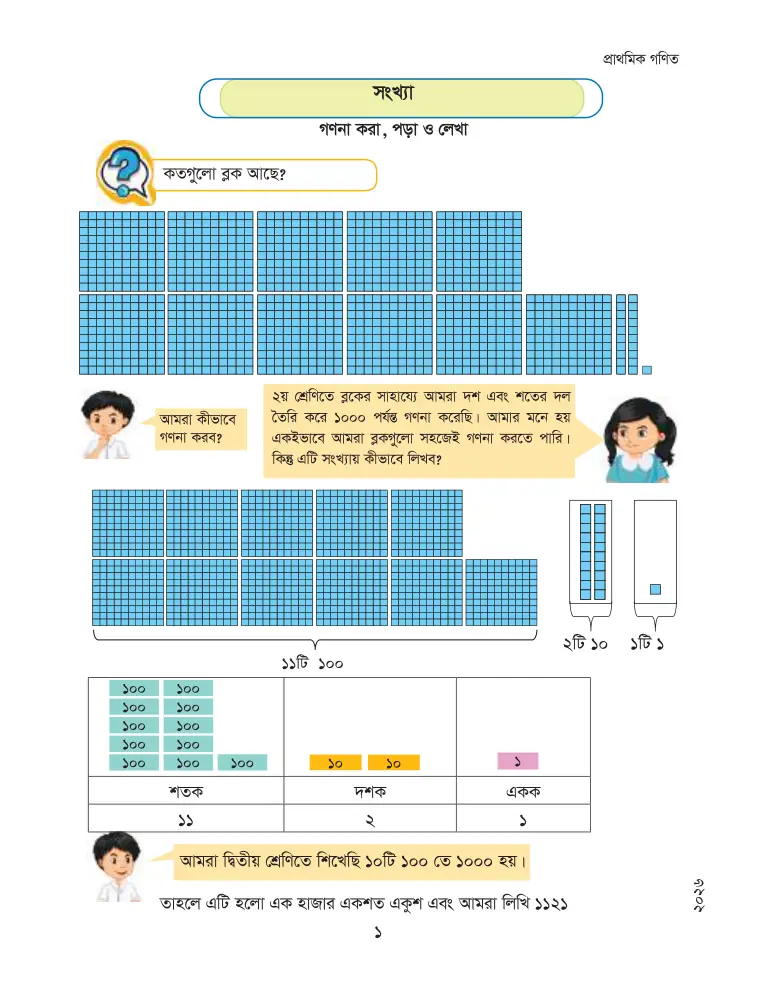 প্রাথমিক গণিত
সংখ্যা
গণনা করা, পড়া ও লেখা
কতগুলো ব্লক আছে?
আমরা কীভাবে
গণনা করব?
২য় শ্রেণিতে ব্লকের সাহায্যে আমরা দশ এবং শতের দল
তৈরি করে ১০০০ পর্যন্ত গণনা করেছি। আমার মনে হয়
একইভাবে আমরা ব্লকগুলো সহজেই গণনা করতে পারি।
কিন্তু এটি সংখ্যায় কীভাবে লিখব?
১১টি ১০০
২টি ১০
১টি ১
১০০ ১০০
১০০ ১০০
১০০ ১০০
১০০ ১০০
১০০ ১০০ ১০০ ১০ ১০ ১
শতক দশক একক
১১ ২ ১
আমরা দ্বিতীয় শ্রেণিতে শিখেছি ১০টি ১০০ তে ১০০০ হয়।
তাহলে এটি হলো এক হাজার একশত একুশ এবং আমরা লিখি ১১২১
১
২০২৬